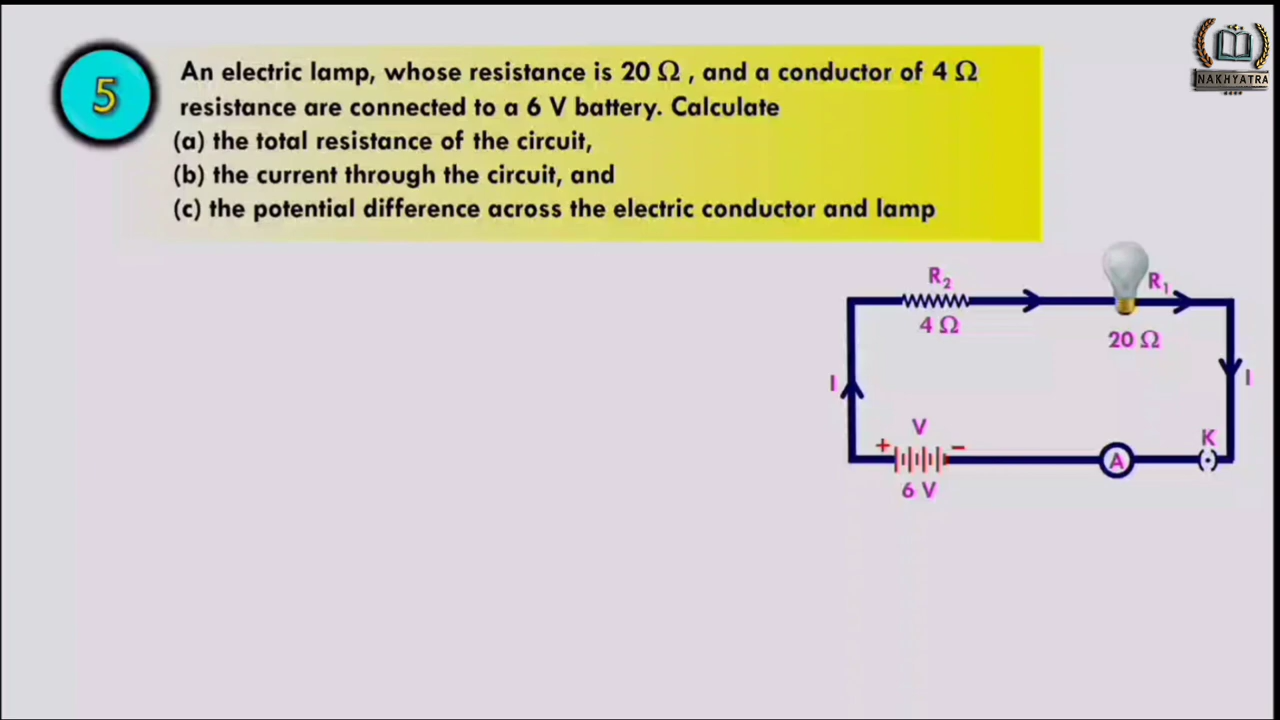 5
An electric lamp, whose resistance is 20 Ω , and a conductor of 4 Ω
resistance are connected to a 6 V battery. Calculate
(a) the total resistance of the circuit,
(b) the current through the circuit, and
(c) the potential difference across the electric conductor and lamp
NAKHYATRA
R₂
R₁
4 Ω
20 Ω
I
I
V
K
+ −
A
6 V